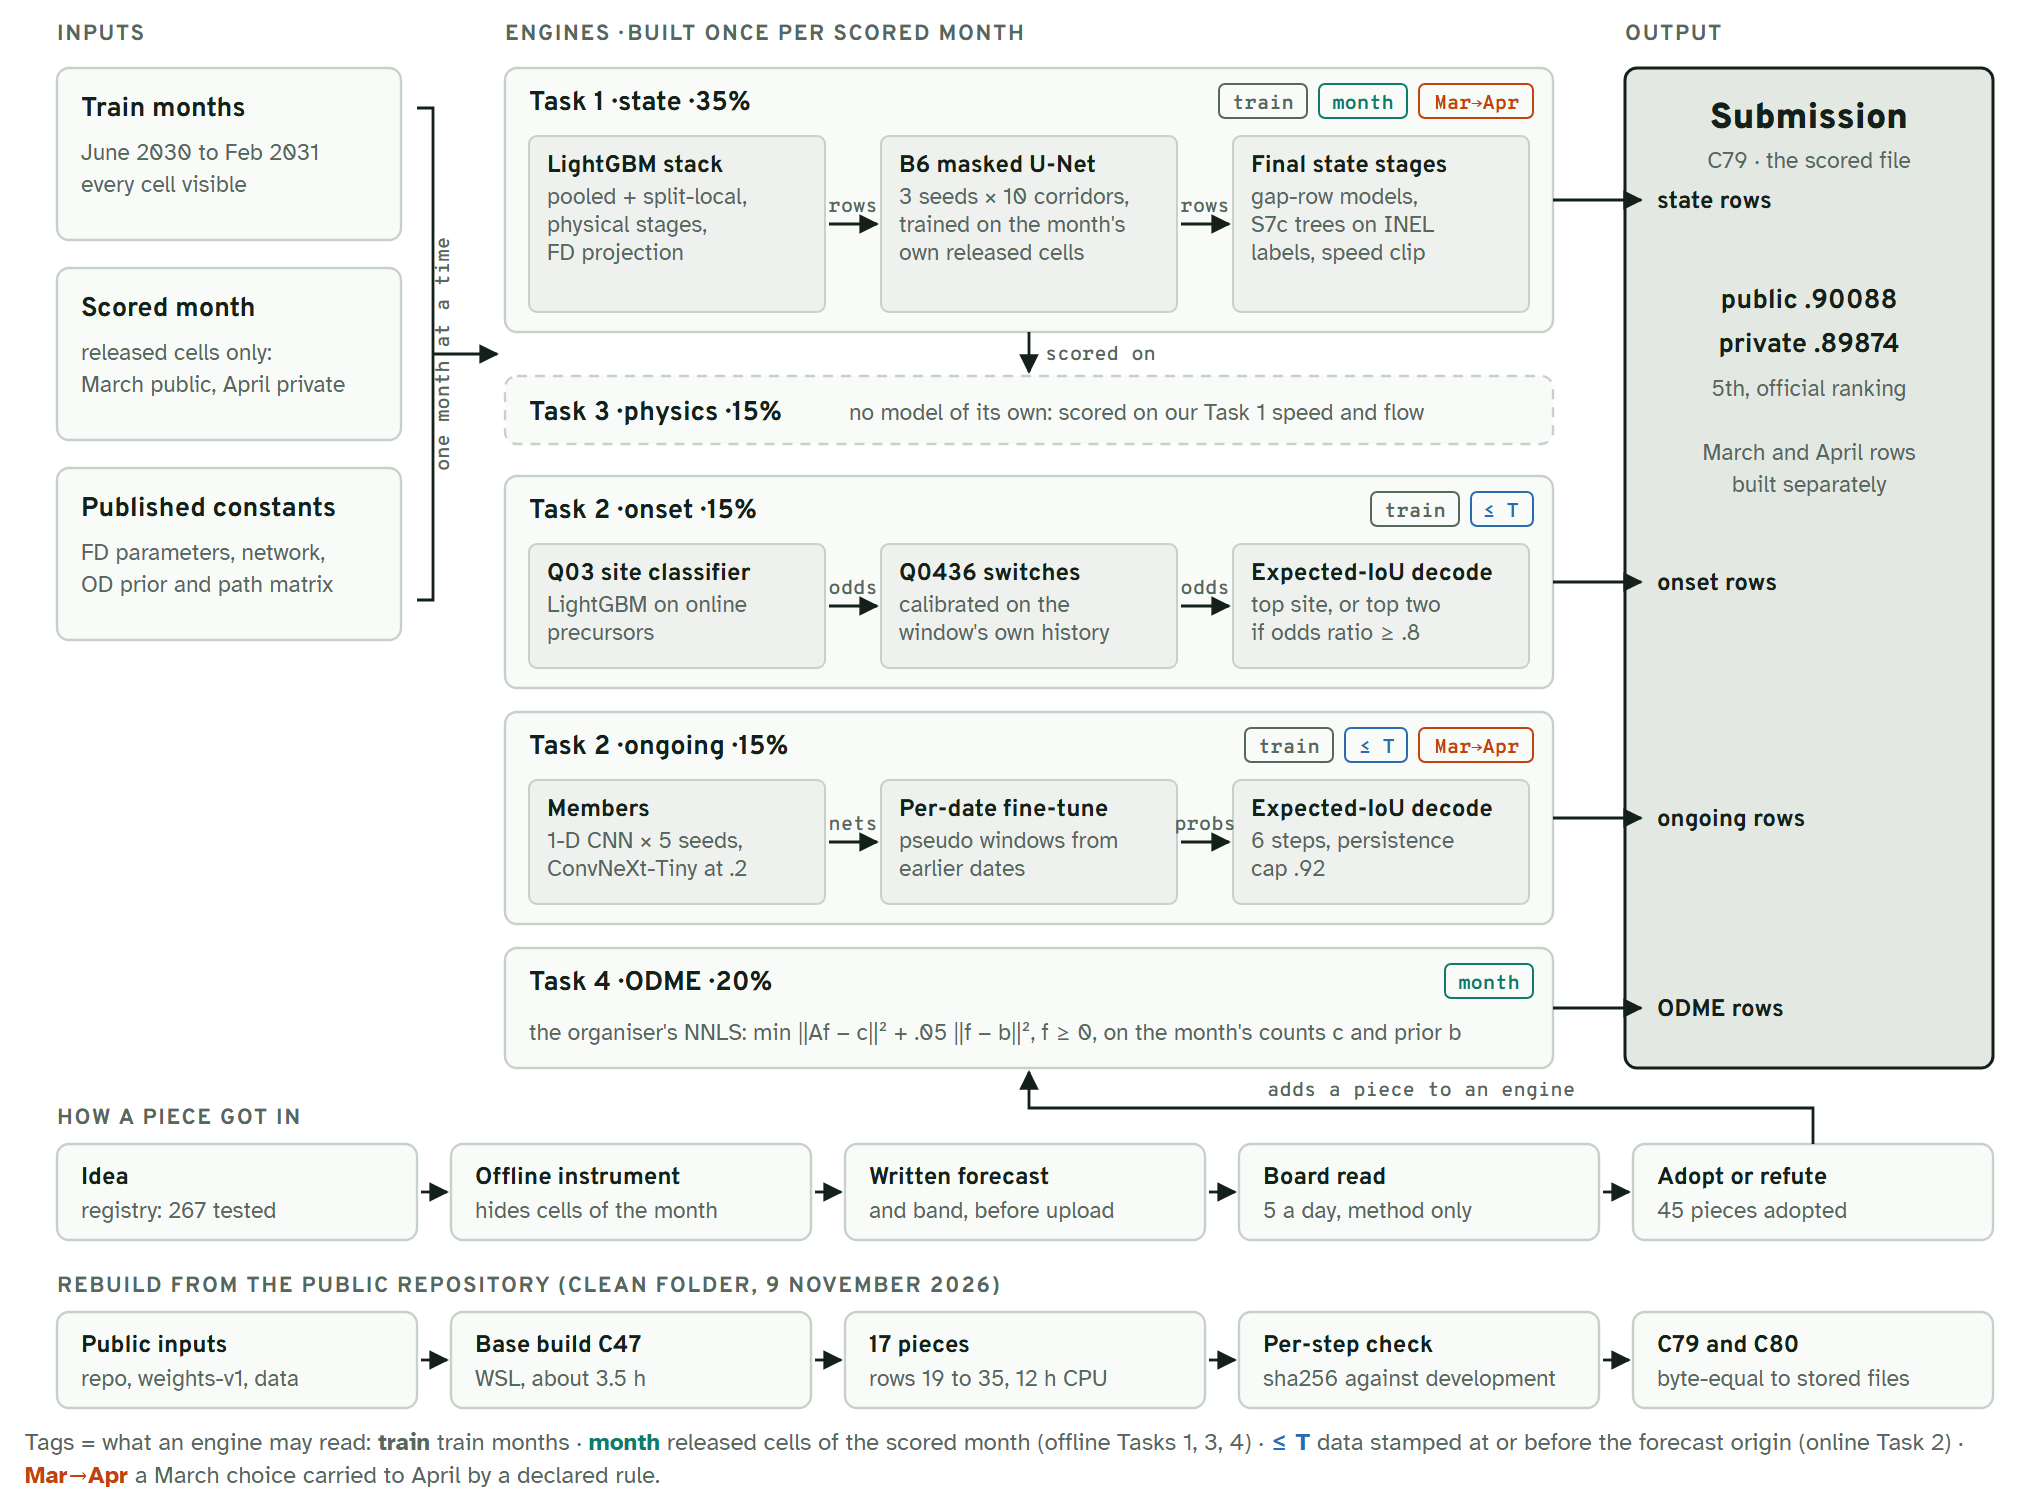 INPUTS
Train months
June 2030 to Feb 2031
every cell visible
Scored month
released cells only:
March public, April private
Published constants
FD parameters, network,
OD prior and path matrix
one month at a time
ENGINES · BUILT ONCE PER SCORED MONTH
Task 1 · state · 35%
train
month
Mar→Apr
LightGBM stack
pooled + split-local,
physical stages,
FD projection
rows
B6 masked U-Net
3 seeds × 10 corridors,
trained on the month's
own released cells
rows
Final state stages
gap-row models,
S7c trees on INEL
labels, speed clip
scored on
Task 3 · physics · 15%
no model of its own: scored on our Task 1 speed and flow
Task 2 · onset · 15%
train
≤ T
Q03 site classifier
LightGBM on online
precursors
odds
Q0436 switches
calibrated on the
window's own history
odds
Expected-IoU decode
top site, or top two
if odds ratio ≥ .8
Task 2 · ongoing · 15%
train
≤ T
Mar→Apr
Members
1-D CNN × 5 seeds,
ConvNeXt-Tiny at .2
nets
Per-date fine-tune
pseudo windows from
earlier dates
probs
Expected-IoU decode
6 steps, persistence
cap .92
Task 4 · ODME · 20%
month
the organiser's NNLS: min ||Af − c||² + .05 ||f − b||², f ≥ 0, on the month's counts c and prior b
OUTPUT
Submission
C79 · the scored file
state rows
public .90088
private .89874
5th, official ranking
March and April rows
built separately
onset rows
ongoing rows
ODME rows
adds a piece to an engine
HOW A PIECE GOT IN
Idea
registry: 267 tested
Offline instrument
hides cells of the month
Written forecast
and band, before upload
Board read
5 a day, method only
Adopt or refute
45 pieces adopted
REBUILD FROM THE PUBLIC REPOSITORY (CLEAN FOLDER, 9 NOVEMBER 2026)
Public inputs
repo, weights-v1, data
Base build C47
WSL, about 3.5 h
17 pieces
rows 19 to 35, 12 h CPU
Per-step check
sha256 against development
C79 and C80
byte-equal to stored files
Tags = what an engine may read: train train months · month released cells of the scored month (offline Tasks 1, 3, 4) · ≤ T data stamped at or before the forecast origin (online Task 2) ·
Mar→Apr a March choice carried to April by a declared rule.